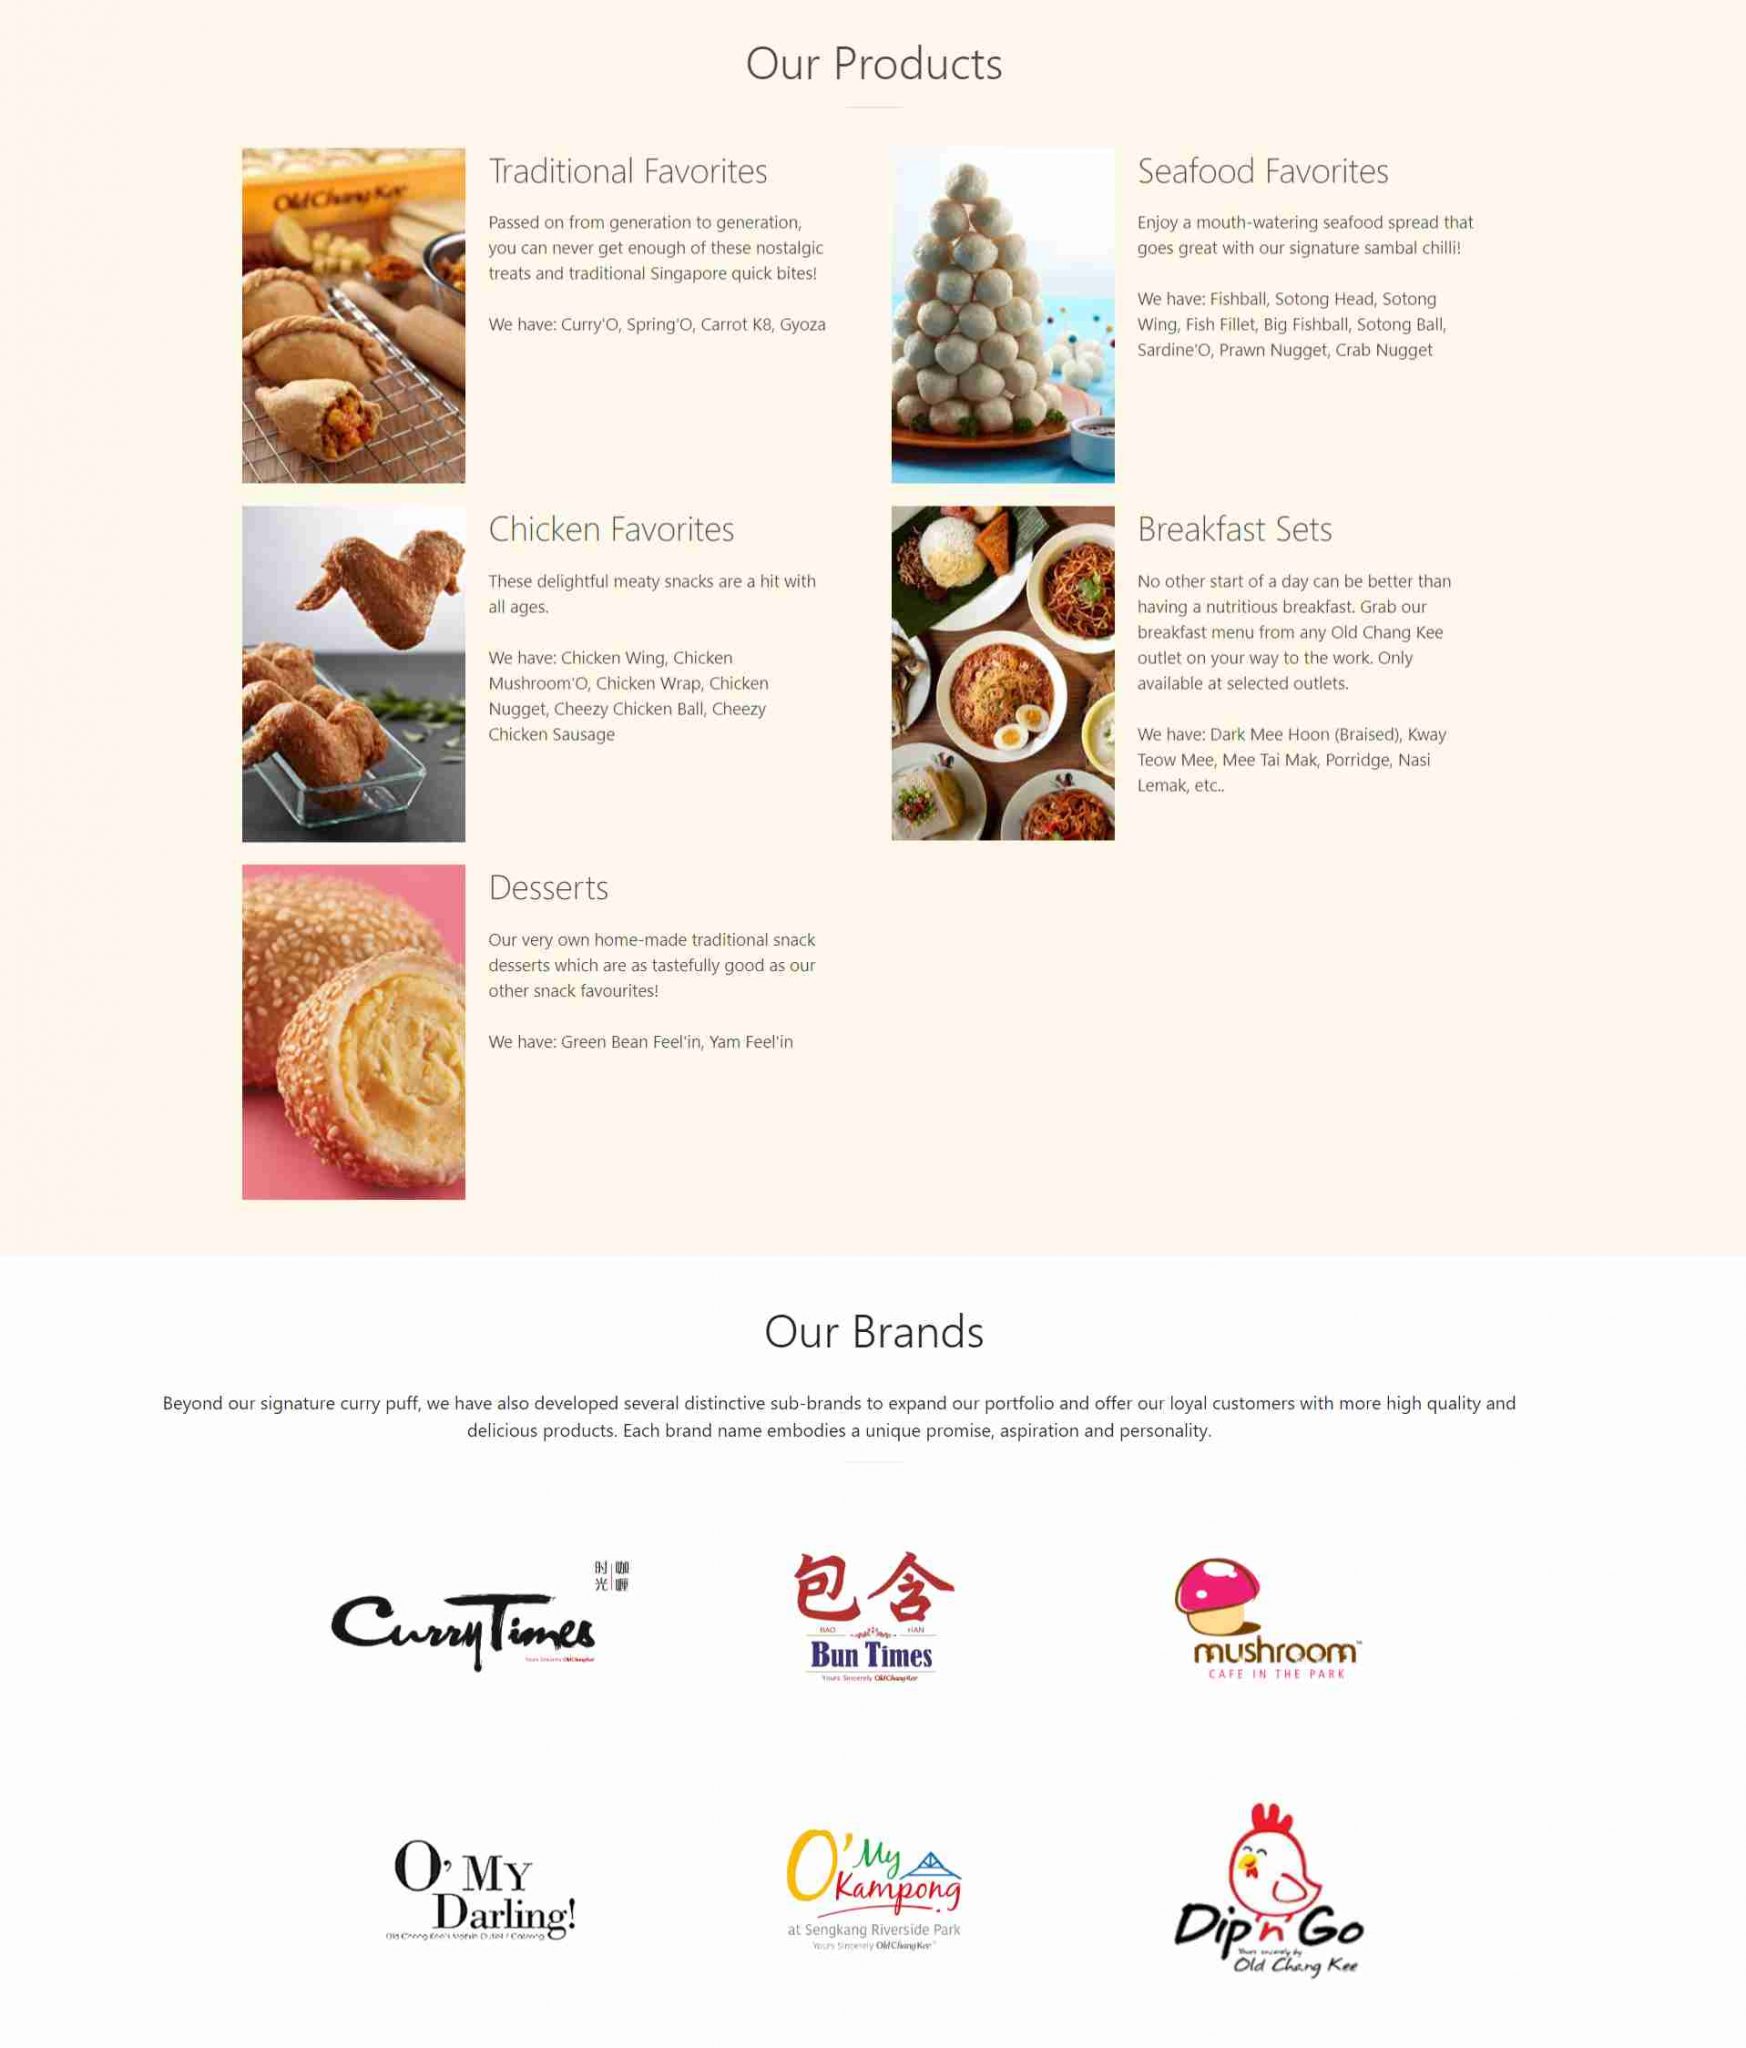 Our Products
Old Chang Kee
Traditional Favorites
Passed on from generation to generation,
you can never get enough of these nostalgic
treats and traditional Singapore quick bites!
We have: Curry'O, Spring'O, Carrot K8, Gyoza
Seafood Favorites
Enjoy a mouth-watering seafood spread that
goes great with our signature sambal chilli!
We have: Fishball, Sotong Head, Sotong
Wing, Fish Fillet, Big Fishball, Sotong Ball,
Sardine'O, Prawn Nugget, Crab Nugget
Chicken Favorites
These delightful meaty snacks are a hit with
all ages.
We have: Chicken Wing, Chicken
Mushroom'O, Chicken Wrap, Chicken
Nugget, Cheezy Chicken Ball, Cheezy
Chicken Sausage
Breakfast Sets
No other start of a day can be better than
having a nutritious breakfast. Grab our
breakfast menu from any Old Chang Kee
outlet on your way to the work. Only
available at selected outlets.
We have: Dark Mee Hoon (Braised), Kway
Teow Mee, Mee Tai Mak, Porridge, Nasi
Lemak, etc..
Desserts
Our very own home-made traditional snack
desserts which are as tastefully good as our
other snack favourites!
We have: Green Bean Feel'in, Yam Feel'in
Our Brands
Beyond our signature curry puff, we have also developed several distinctive sub-brands to expand our portfolio and offer our loyal customers with more high quality and
delicious products. Each brand name embodies a unique promise, aspiration and personality.
时光 咖喱
Curry Times
Yours Sincerely Old Chang Kee
包含
BAO HAN
Bun Times
Yours Sincerely Old Chang Kee
mushroom™
CAFE IN THE PARK
O' My
Darling!
O' My
Kampong
at Sengkang Riverside Park
Yours Sincerely Old Chang Kee™
Dip 'n' Go
Yours sincerely by
Old Chang Kee